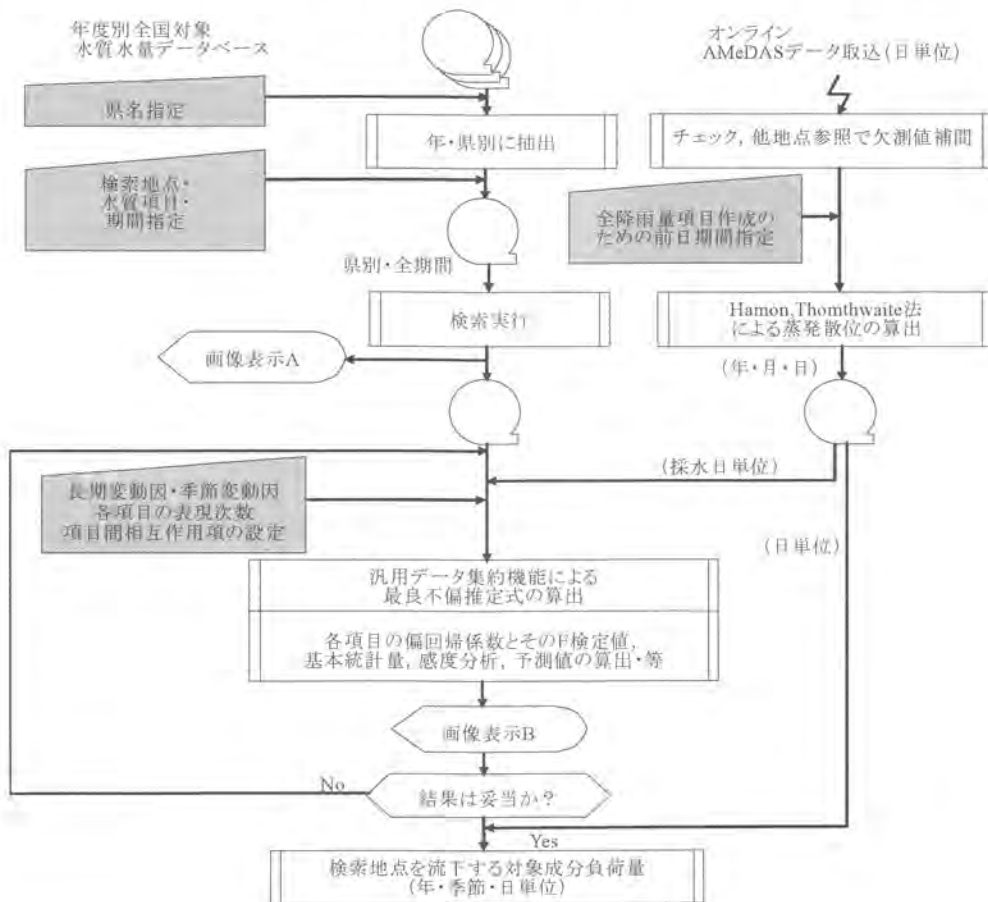 年度別全国対象
水質水量データベース
オンライン
AMeDASデータ取込(日単位)
県名指定
年・県別に抽出
チェック, 他地点参照で欠測値補間
検索地点・
水質項目・
期間指定
全降雨量項目作成の
ための前日期間指定
県別・全期間
検索実行
Hamon,Thomthwaite法
による蒸発散位の算出
画像表示A
(年・月・日)
(採水日単位)
長期変動因・季節変動因
各項目の表現次数
項目間相互作用項の設定
(日単位)
汎用データ集約機能による
最良不偏推定式の算出
各項目の偏回帰係数とそのF検定値,
基本統計量, 感度分析, 予測値の算出・等
画像表示B
No
結果は妥当か?
Yes
検索地点を流下する対象成分負荷量
(年・季節・日単位)